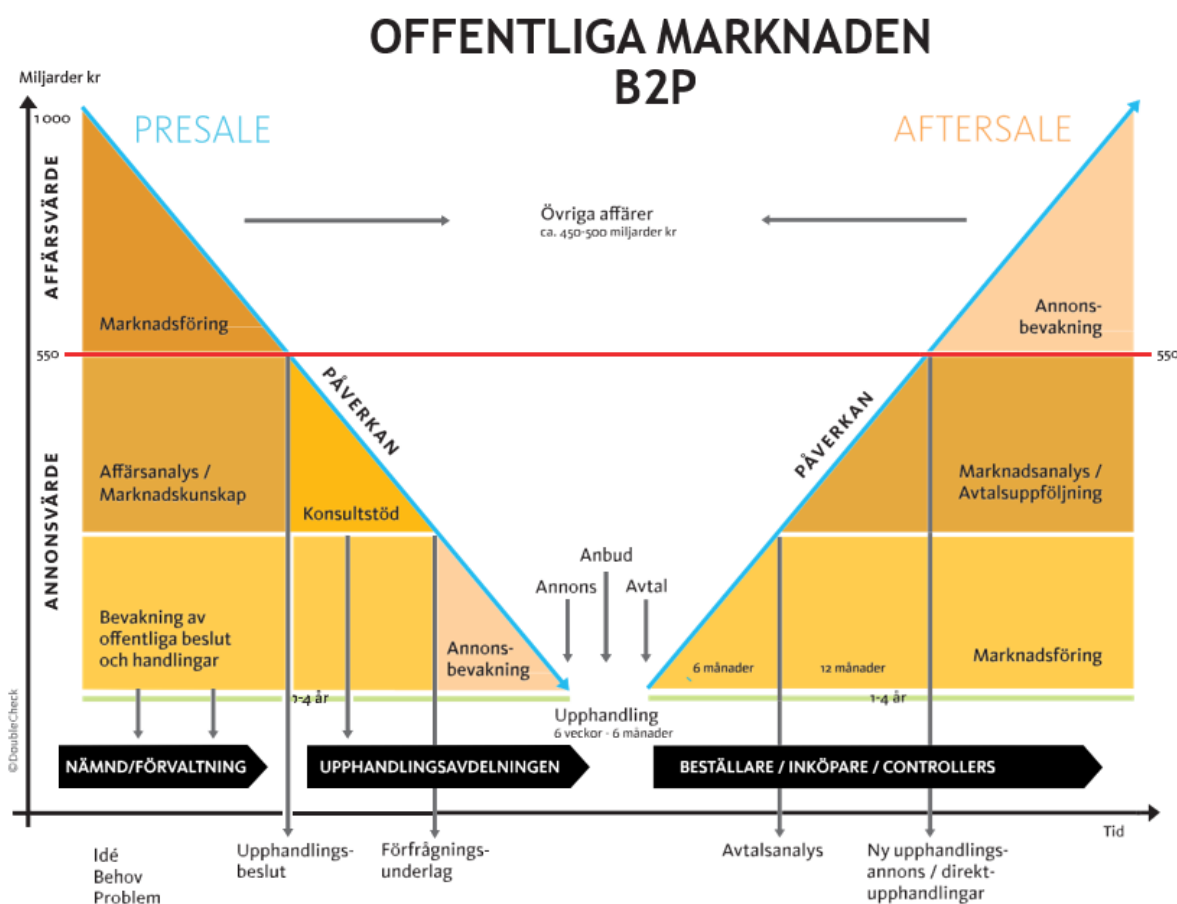 OFFENTLIGA MARKNADEN
B2P
Miljarder kr
1 000
PRESALE
AFTERSALE
AFFÄRSVÄRDE
Övriga affärer
ca. 450-500 miljarder kr
Marknadsföring
Annons-
bevakning
550
550
PÅVERKAN
PÅVERKAN
ANNONSVÄRDE
Affärsanalys /
Marknadskunskap
Konsultstöd
Marknadsanalys /
Avtalsuppföljning
Anbud
Annons
Avtal
Bevakning av
offentliga beslut
och handlingar
Annons-
bevakning
6 månader
12 månader
Marknadsföring
-4 år
1-4 år
Upphandling
6 veckor - 6 månader
©DoubleCheck
NÄMND/FÖRVALTNING
UPPHANDLINGSAVDELNINGEN
BESTÄLLARE / INKÖPARE / CONTROLLERS
Tid
Idé
Behov
Problem
Upphandlings-
beslut
Förfrågnings-
underlag
Avtalsanalys
Ny upphandlings-
annons / direkt-
upphandlingar